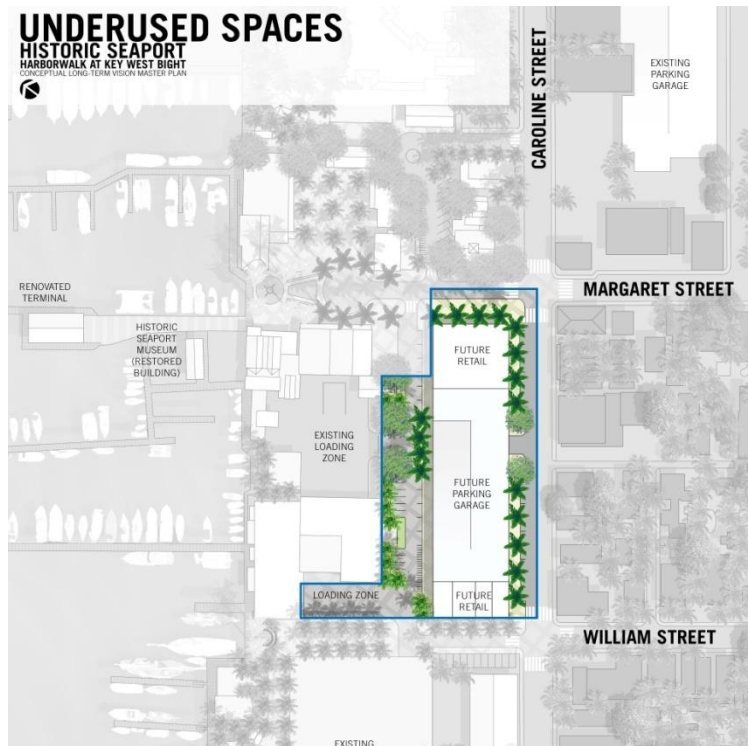 UNDERUSED SPACES
HISTORIC SEAPORT
HARBORWALK AT KEY WEST BIGHT
CONCEPTUAL LONG-TERM VISION MASTER PLAN
CAROLINE STREET
EXISTING
PARKING
GARAGE
RENOVATED
TERMINAL
MARGARET STREET
HISTORIC
SEAPORT
MUSEUM
(RESTORED
BUILDING)
FUTURE
RETAIL
EXISTING
LOADING
ZONE
FUTURE
PARKING
GARAGE
LOADING ZONE
FUTURE
RETAIL
WILLIAM STREET
EXISTING